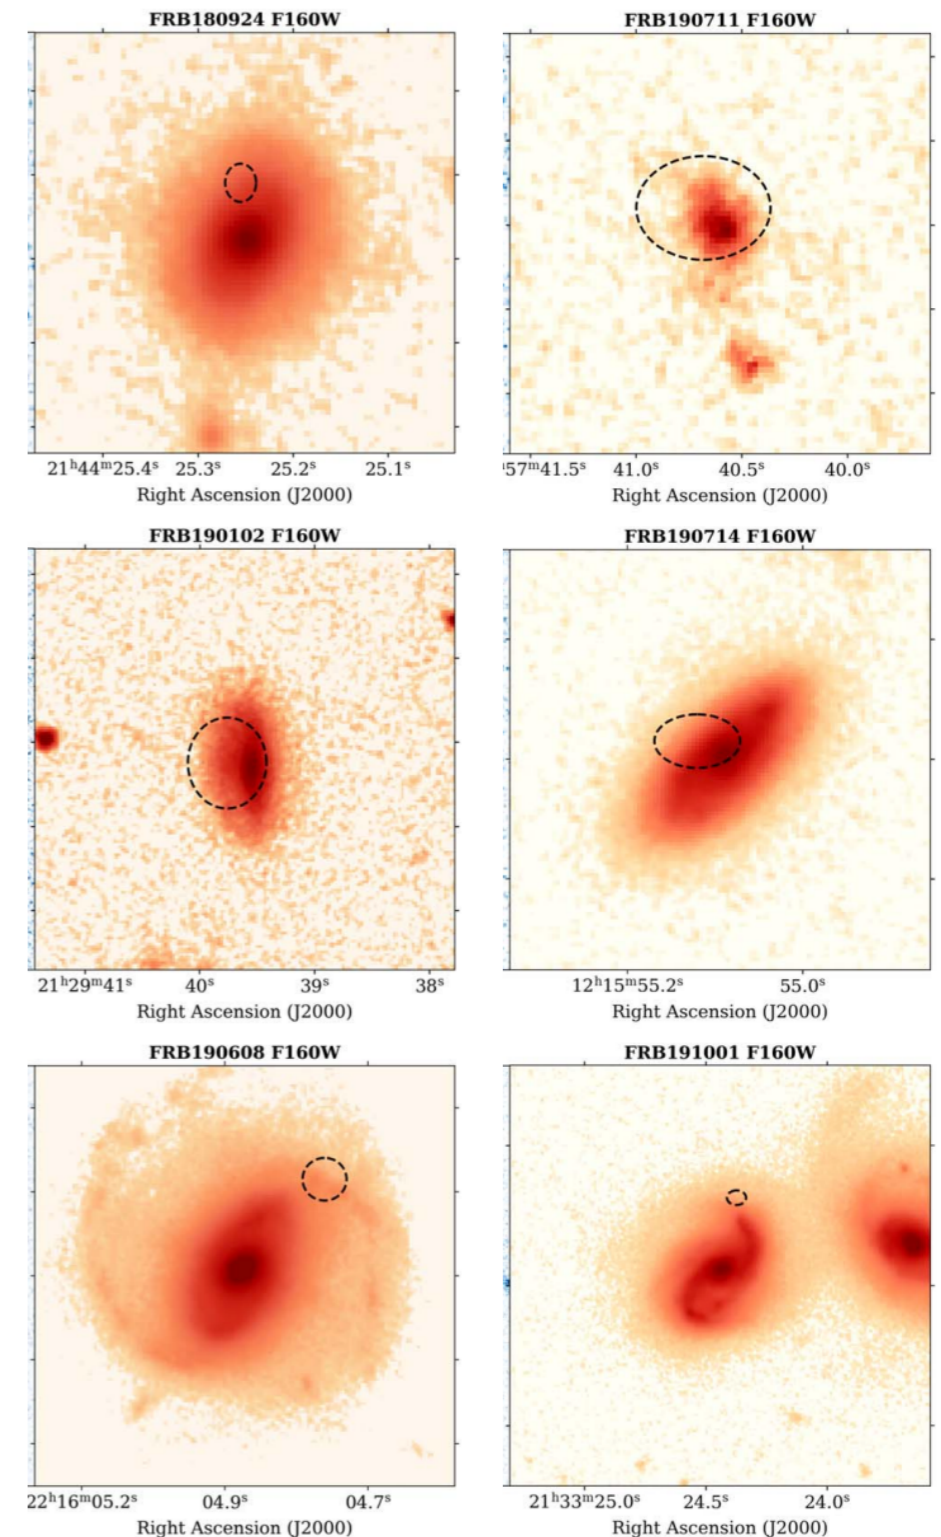 FRB180924 F160W
21ʰ44ᵐ25.4ˢ 25.3ˢ 25.2ˢ 25.1ˢ
Right Ascension (J2000)
FRB190711 F160W
57ᵐ41.5ˢ 41.0ˢ 40.5ˢ 40.0ˢ
Right Ascension (J2000)
FRB190102 F160W
21ʰ29ᵐ41ˢ 40ˢ 39ˢ 38ˢ
Right Ascension (J2000)
FRB190714 F160W
12ʰ15ᵐ55.2ˢ 55.0ˢ
Right Ascension (J2000)
FRB190608 F160W
22ʰ16ᵐ05.2ˢ 04.9ˢ 04.7ˢ
Right Ascension (J2000)
FRB191001 F160W
21ʰ33ᵐ25.0ˢ 24.5ˢ 24.0ˢ
Right Ascension (J2000)